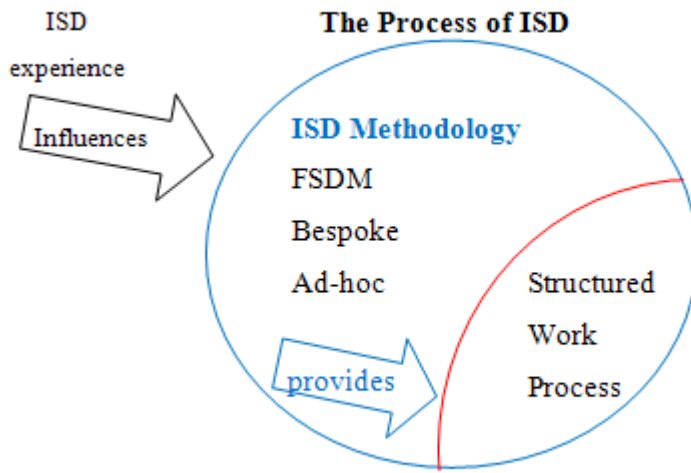 The Process of ISD
ISD
experience
Influences
ISD Methodology
FSDM
Bespoke
Ad-hoc
provides
Structured
Work
Process